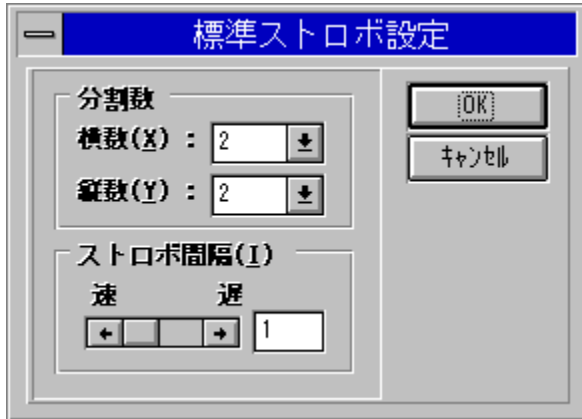 標準ストロボ設定
分割数
横数(X) : 2
縦数(Y) : 2
ストロボ間隔(I)
速 遅
1
OK
キャンセル